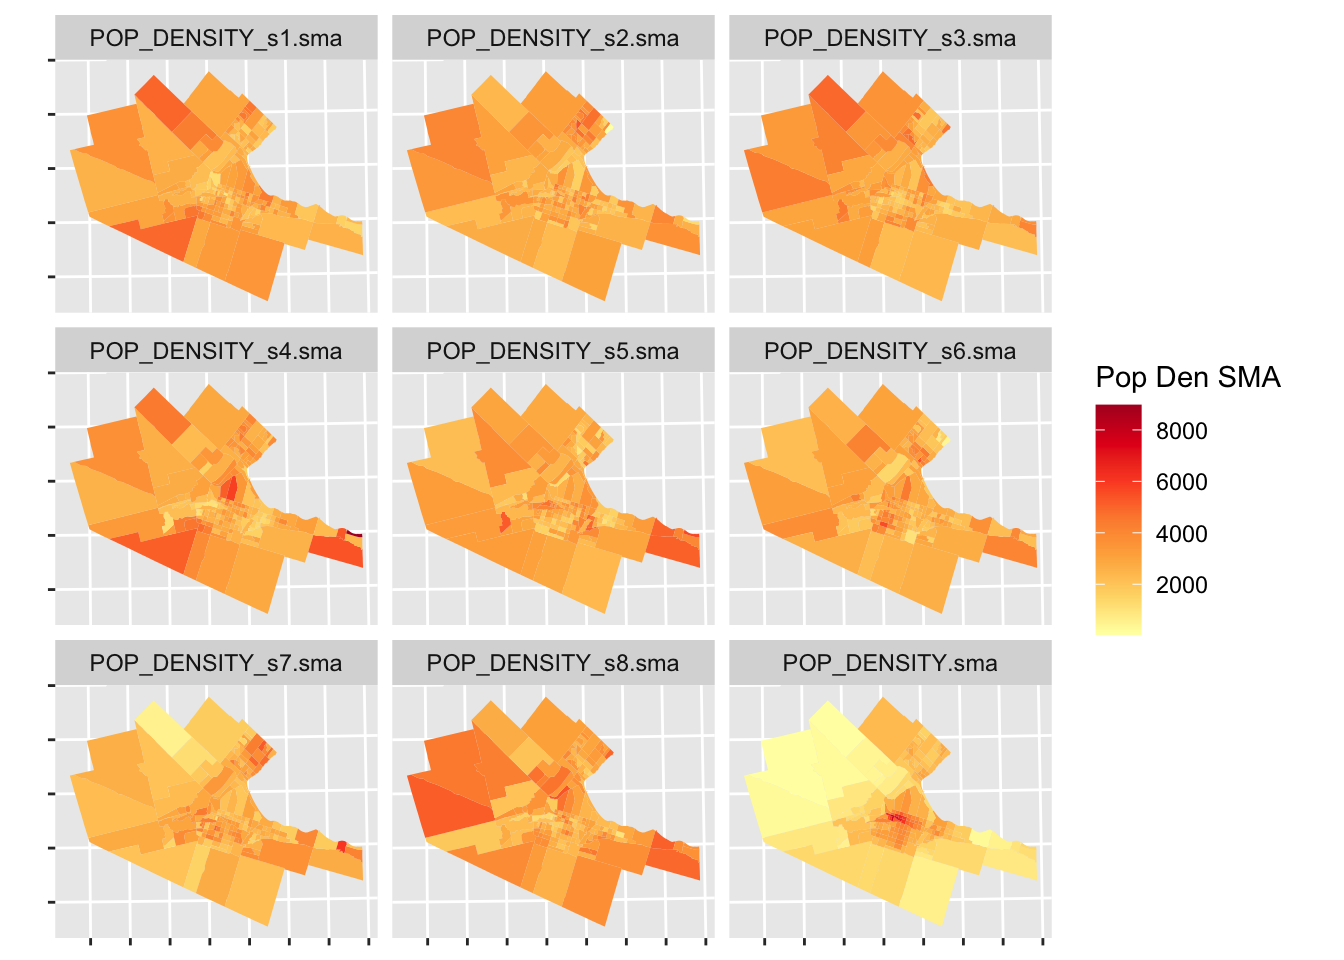 POP_DENSITY_s1.sma
POP_DENSITY_s2.sma
POP_DENSITY_s3.sma
POP_DENSITY_s4.sma
POP_DENSITY_s5.sma
POP_DENSITY_s6.sma
Pop Den SMA
8000
6000
4000
2000
POP_DENSITY_s7.sma
POP_DENSITY_s8.sma
POP_DENSITY.sma